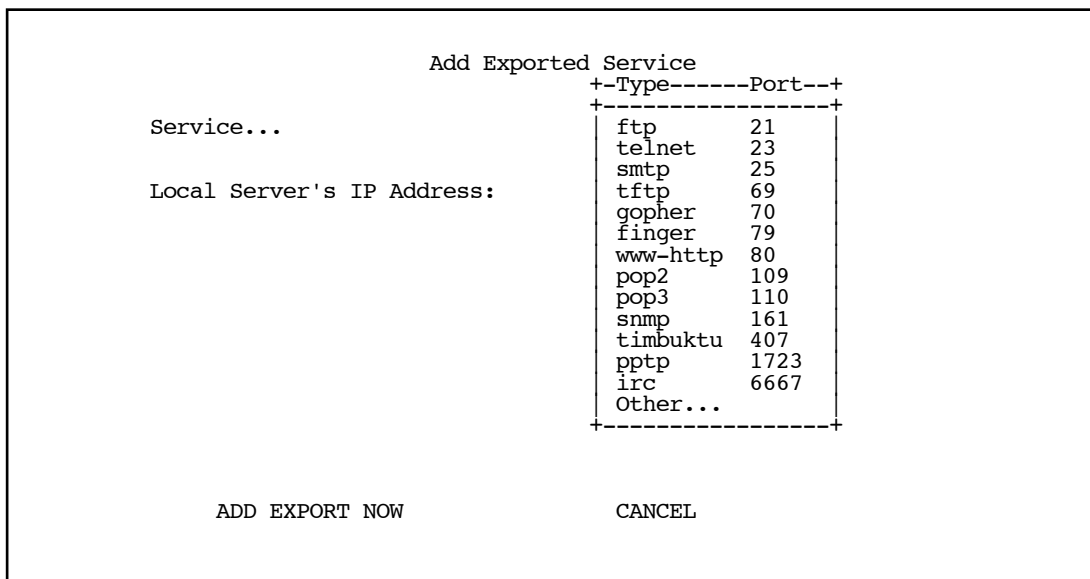 Add Exported Service
+-Type------Port--+
+-----------------+
Service... | ftp 21 |
| telnet 23 |
| smtp 25 |
Local Server's IP Address: | tftp 69 |
| gopher 70 |
| finger 79 |
| www-http 80 |
| pop2 109 |
| pop3 110 |
| snmp 161 |
| timbuktu 407 |
| pptp 1723 |
| irc 6667 |
| Other... |
+-----------------+
ADD EXPORT NOW CANCEL